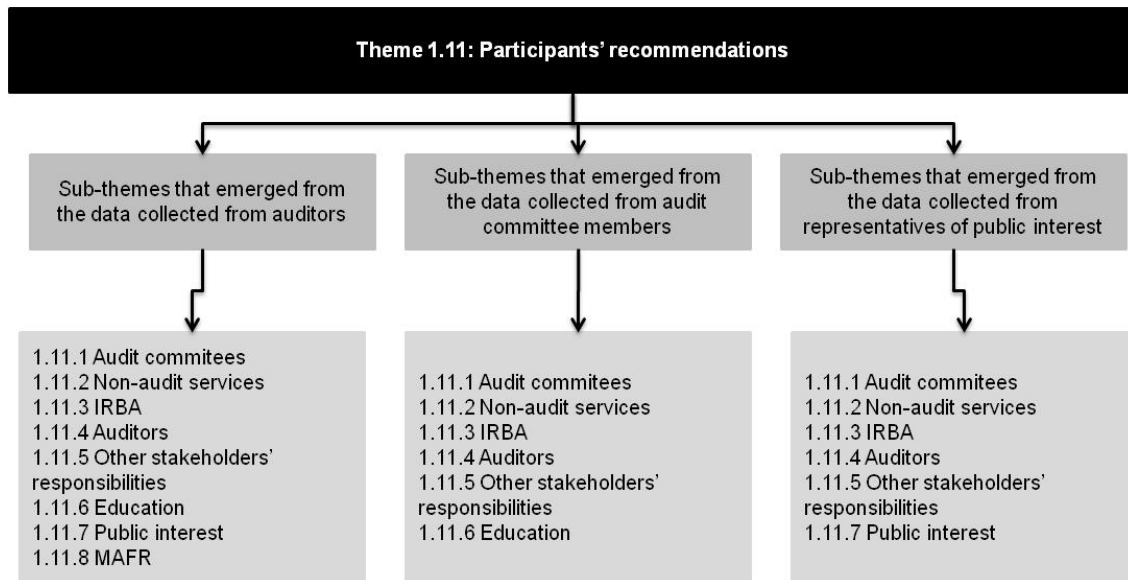 Theme 1.11: Participants’ recommendations
Sub-themes that emerged from
the data collected from auditors
Sub-themes that emerged from
the data collected from audit
committee members
Sub-themes that emerged from
the data collected from
representatives of public interest
1.11.1 Audit commitees
1.11.2 Non-audit services
1.11.3 IRBA
1.11.4 Auditors
1.11.5 Other stakeholders’
responsibilities
1.11.6 Education
1.11.7 Public interest
1.11.8 MAFR
1.11.1 Audit commitees
1.11.2 Non-audit services
1.11.3 IRBA
1.11.4 Auditors
1.11.5 Other stakeholders’
responsibilities
1.11.6 Education
1.11.1 Audit commitees
1.11.2 Non-audit services
1.11.3 IRBA
1.11.4 Auditors
1.11.5 Other stakeholders’
responsibilities
1.11.7 Public interest